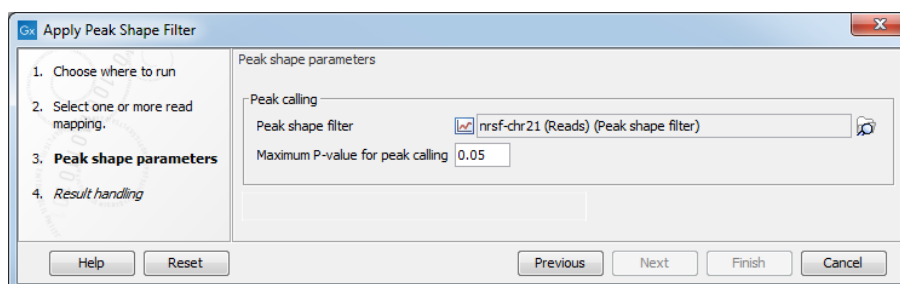 Gx Apply Peak Shape Filter
x
1. Choose where to run
2. Select one or more read
mapping.
3. Peak shape parameters
4. Result handling
Peak shape parameters
Peak calling
Peak shape filter nrsf-chr21 (Reads) (Peak shape filter)
Maximum P-value for peak calling 0.05
Help Reset Previous Next Finish Cancel